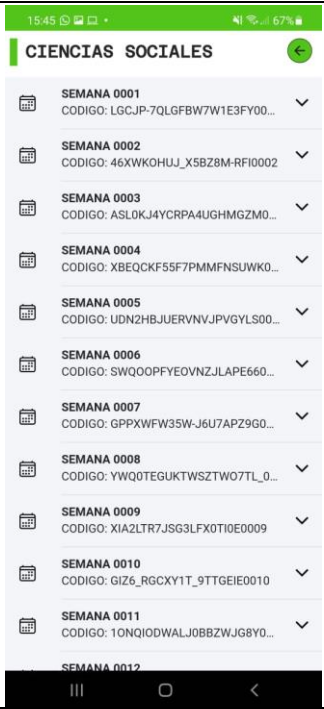 15:45 67%
CIENCIAS SOCIALES
SEMANA 0001
CODIGO: LGCJP-7QLGFBW7W1E3FY00...
SEMANA 0002
CODIGO: 46XWKOHUJ_X5BZ8M-RFI0002
SEMANA 0003
CODIGO: ASL0KJ4YCRPA4UGHMGZM0...
SEMANA 0004
CODIGO: XBEQCKF55F7PMMFNSUWK0...
SEMANA 0005
CODIGO: UDN2HBJUERVNVJPVGYLS00...
SEMANA 0006
CODIGO: SWQOOPFYEOVNZJLAPE660...
SEMANA 0007
CODIGO: GPPXWFW35W-J6U7APZ9G0...
SEMANA 0008
CODIGO: YWQ0TEGUKTWSZTWO7TL_0...
SEMANA 0009
CODIGO: XIA2LTR7JSG3LFX0TI0E0009
SEMANA 0010
CODIGO: GIZ6_RGCXY1T_9TTGEIE0010
SEMANA 0011
CODIGO: 1ONQIODWALJ0BBZWJG8Y0...
SEMANA 0012